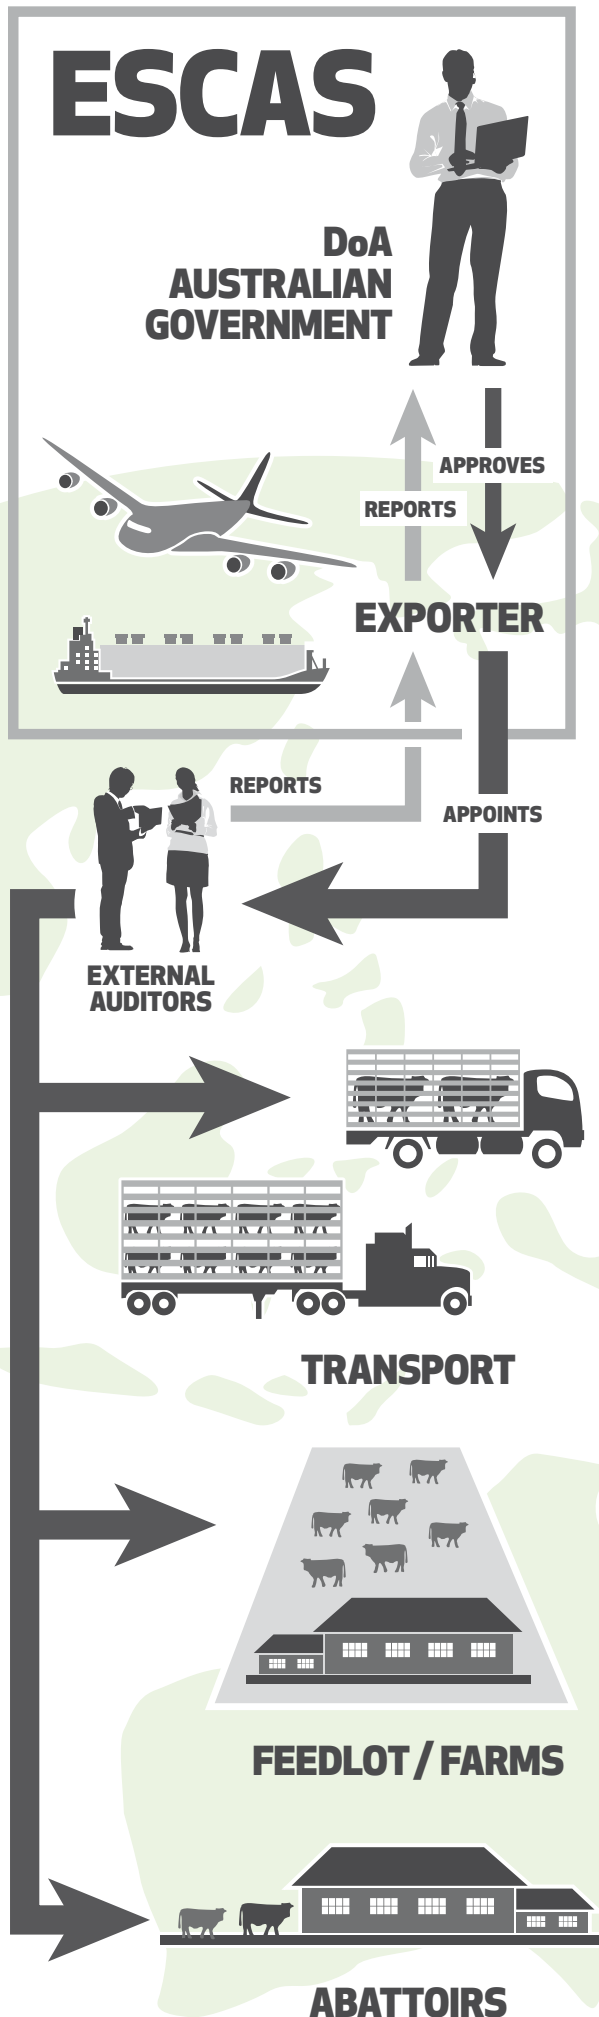 ESCAS
DoA
AUSTRALIAN
GOVERNMENT
APPROVES
REPORTS
EXPORTER
REPORTS
APPOINTS
EXTERNAL
AUDITORS
TRANSPORT
FEEDLOT / FARMS
ABATTOIRS